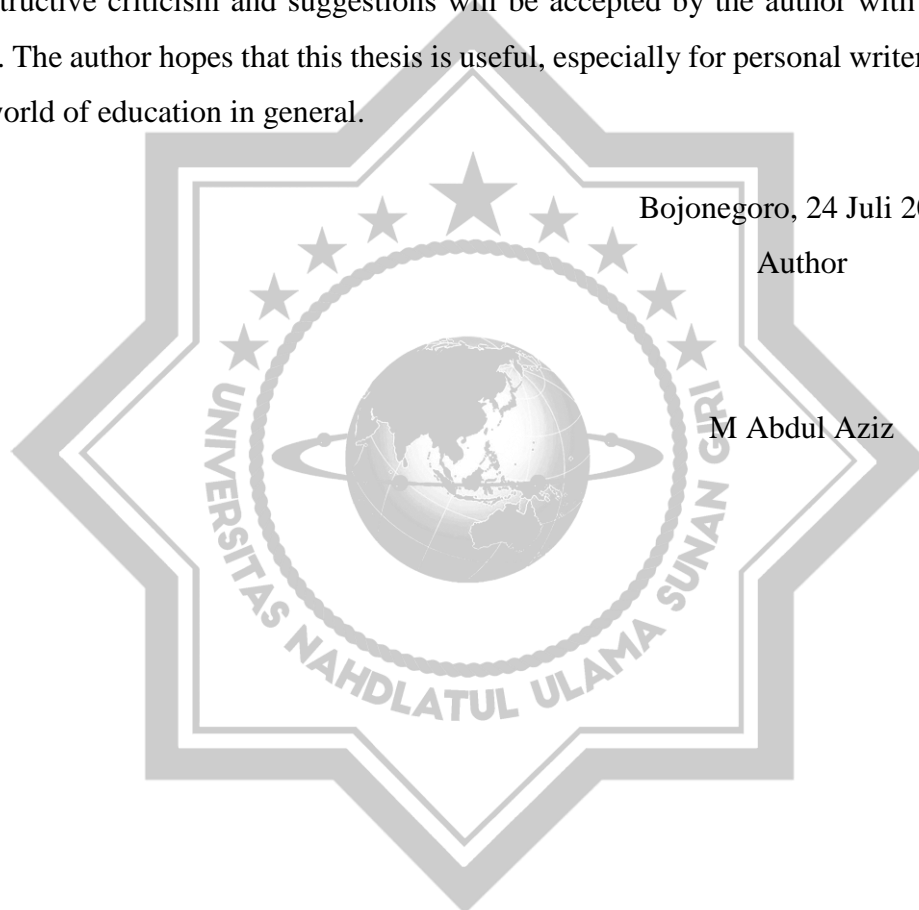 structive criticism and suggestions will be accepted by the author with
. The author hopes that this thesis is useful, especially for personal writer
world of education in general.
Bojonegoro, 24 Juli 20
Author
M Abdul Aziz
UNIVERSITAS NAHDLATUL ULAMA SUNAN GIRI